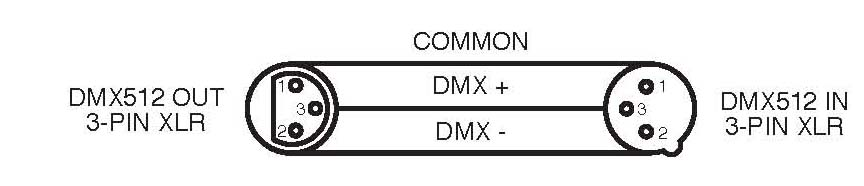 COMMON
DMX512 OUT
3-PIN XLR
1
3
2
DMX +
DMX -
1
3
2
DMX512 IN
3-PIN XLR